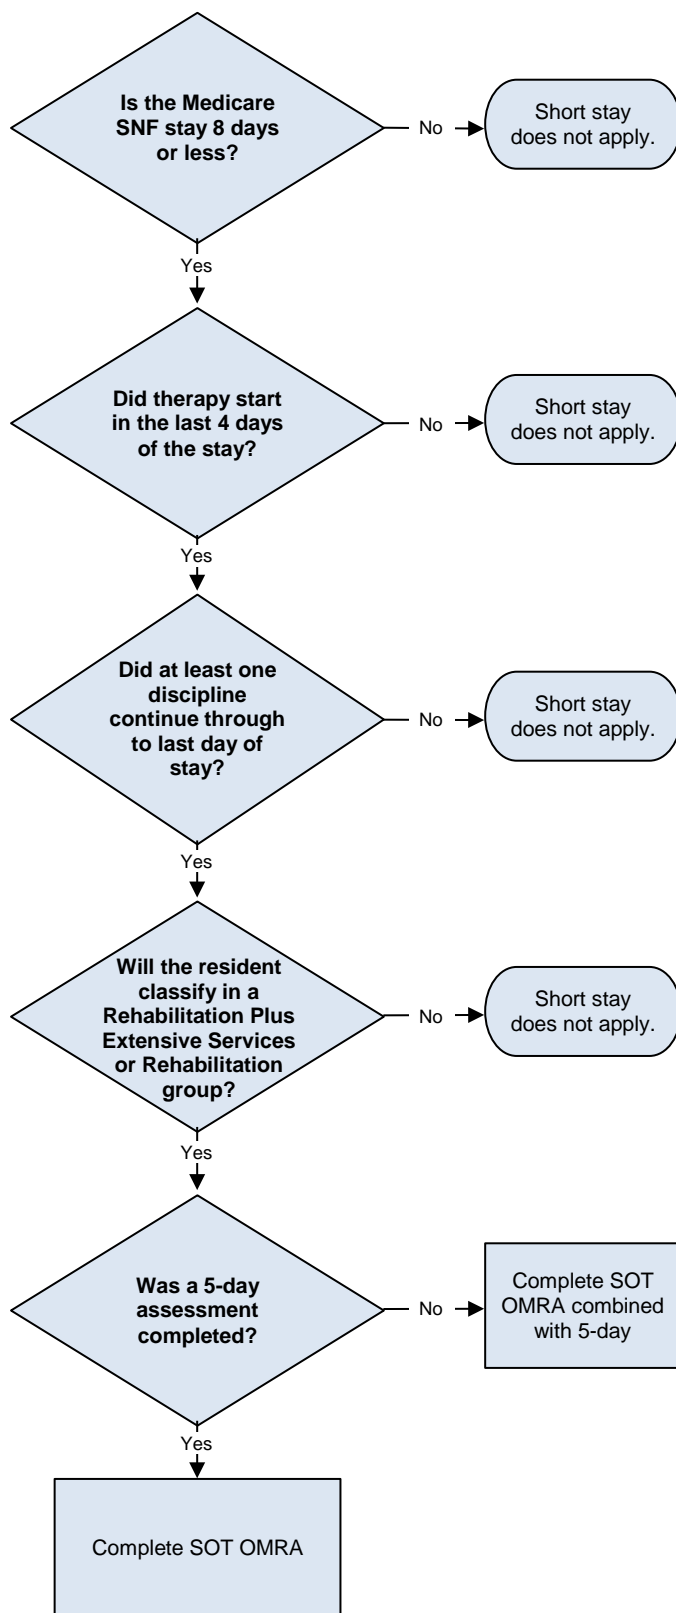 Is the Medicare
SNF stay 8 days
or less?
No
Short stay
does not apply.
Yes
Did therapy start
in the last 4 days
of the stay?
No
Short stay
does not apply.
Yes
Did at least one
discipline
continue through
to last day of
stay?
No
Short stay
does not apply.
Yes
Will the resident
classify in a
Rehabilitation Plus
Extensive Services
or Rehabilitation
group?
No
Short stay
does not apply.
Yes
Was a 5-day
assessment
completed?
No
Complete SOT
OMRA combined
with 5-day
Yes
Complete SOT OMRA